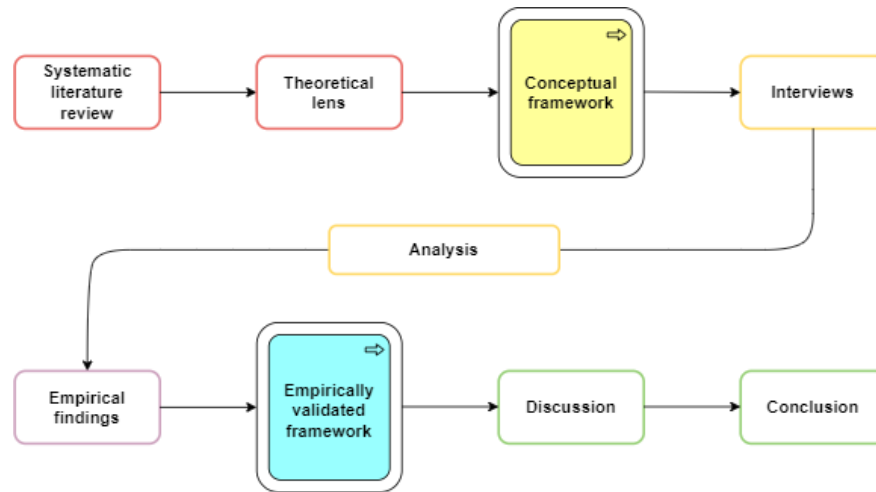 Systematic
literature
review
Theoretical
lens
Conceptual
framework
Interviews
Analysis
Empirical
findings
Empirically
validated
framework
Discussion
Conclusion